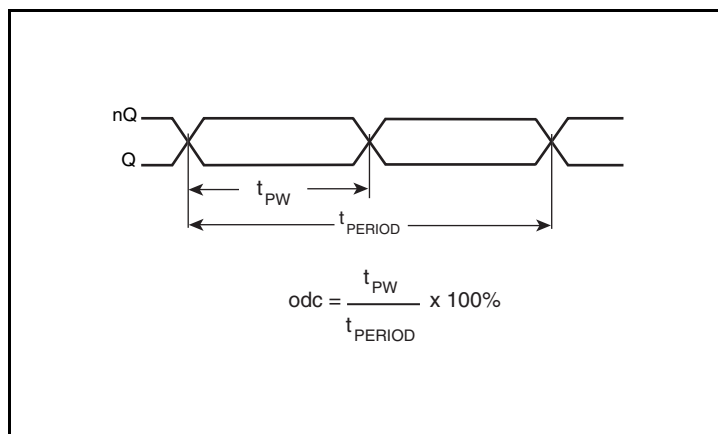 nQ
Q
tPW
tPERIOD
odc = tPW / tPERIOD x 100%